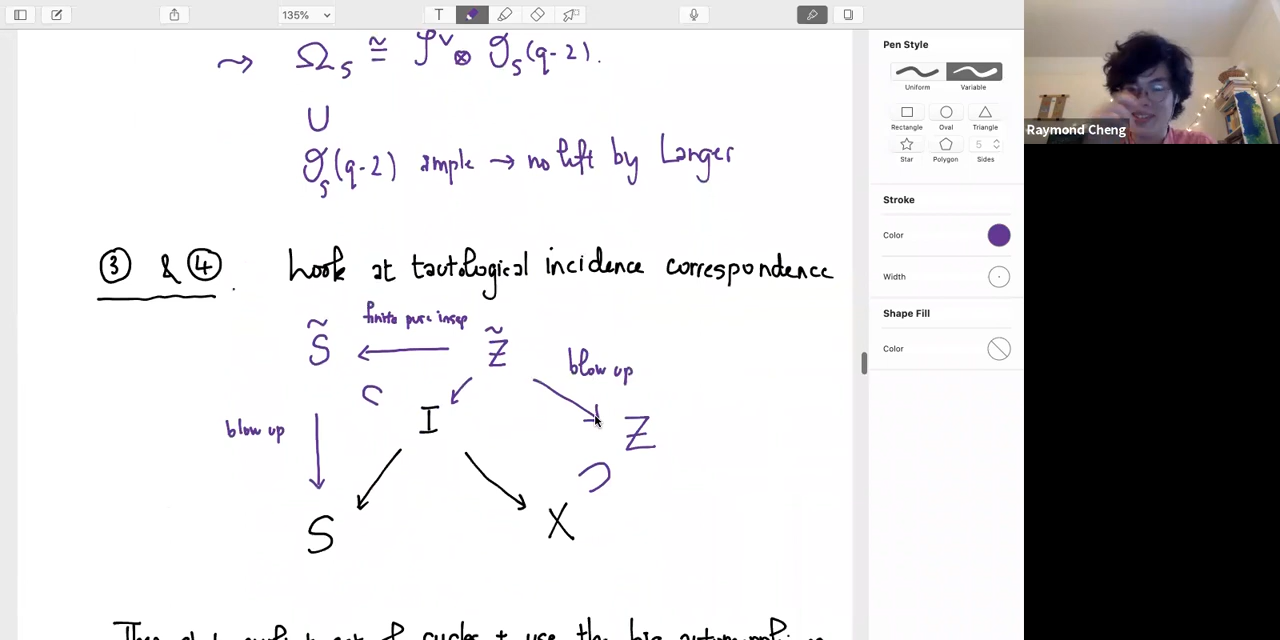 135%
T
Pen Style
Uniform
Variable
Rectangle
Oval
Triangle
5
Star
Polygon
Sides
Stroke
Color
Width
Shape Fill
Color
Raymond Cheng
⇝ Ω_S ≅ 𝒮^∨ ⊗ 𝒪_S(q-2).
∪
𝒪_S(q-2) ample → no lift by Langer
③ & ④. Look at tautological incidence correspondence
S̃ ← finite pure insep Z̃
blow up
I
Z
blow up
S
X